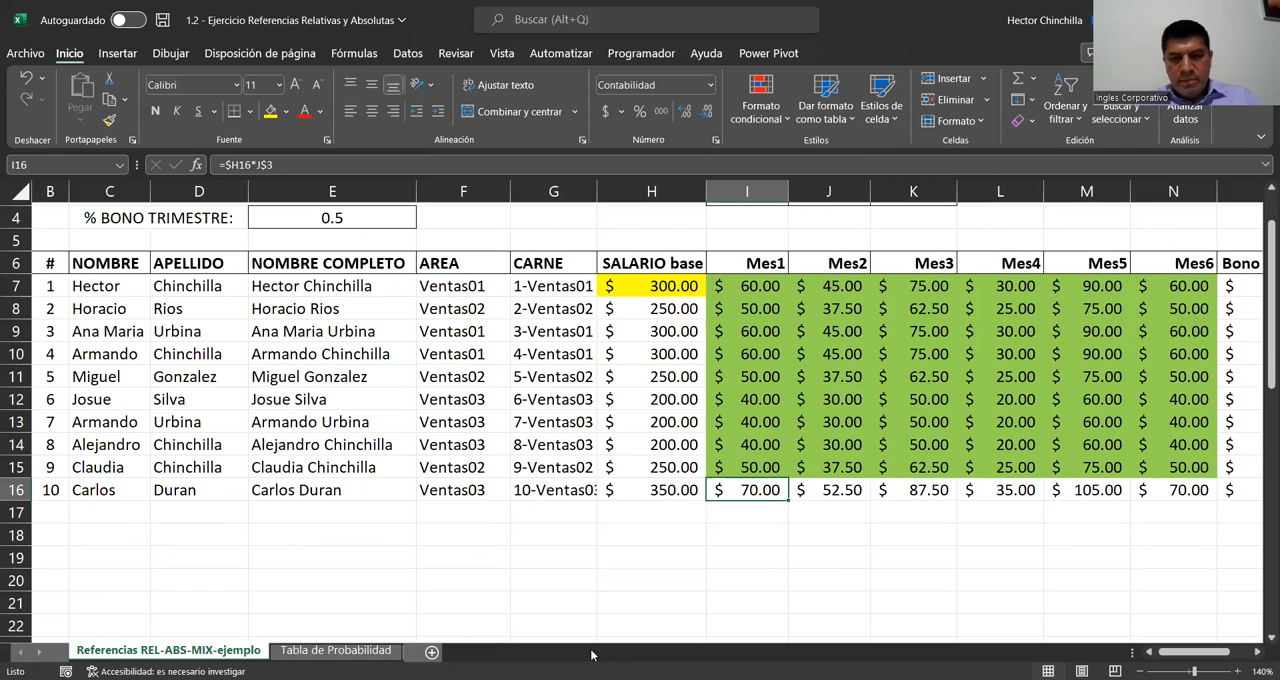 Autoguardado 1.2 - Ejercicio Referencias Relativas y Absolutas Buscar (Alt+Q) Hector Chinchilla
Archivo Inicio Insertar Dibujar Disposición de página Fórmulas Datos Revisar Vista Automatizar Programador Ayuda Power Pivot
Ingles Corporativo
Pegar Calibri 11 Ajustar texto Contabilidad Formato condicional Dar formato como tabla Estilos de celda Insertar Ordenar y filtrar
N K S Combinar y centrar $ % 000 Eliminar Buscar y seleccionar Analizar datos
Formato
Deshacer Portapapeles Fuente Alineación Número Estilos Celdas Edición Análisis
I16 fx =$H16*J$3
B C D E F G H I J K L M N
4 % BONO TRIMESTRE: 0.5
5
6 # NOMBRE APELLIDO NOMBRE COMPLETO AREA CARNE SALARIO base Mes1 Mes2 Mes3 Mes4 Mes5 Mes6 Bono
7 1 Hector Chinchilla Hector Chinchilla Ventas01 1-Ventas01 $ 300.00 $ 60.00 $ 45.00 $ 75.00 $ 30.00 $ 90.00 $ 60.00 $
8 2 Horacio Rios Horacio Rios Ventas02 2-Ventas02 $ 250.00 $ 50.00 $ 37.50 $ 62.50 $ 25.00 $ 75.00 $ 50.00 $
9 3 Ana Maria Urbina Ana Maria Urbina Ventas01 3-Ventas01 $ 300.00 $ 60.00 $ 45.00 $ 75.00 $ 30.00 $ 90.00 $ 60.00 $
10 4 Armando Chinchilla Armando Chinchilla Ventas01 4-Ventas01 $ 300.00 $ 60.00 $ 45.00 $ 75.00 $ 30.00 $ 90.00 $ 60.00 $
11 5 Miguel Gonzalez Miguel Gonzalez Ventas02 5-Ventas02 $ 250.00 $ 50.00 $ 37.50 $ 62.50 $ 25.00 $ 75.00 $ 50.00 $
12 6 Josue Silva Josue Silva Ventas03 6-Ventas03 $ 200.00 $ 40.00 $ 30.00 $ 50.00 $ 20.00 $ 60.00 $ 40.00 $
13 7 Armando Urbina Armando Urbina Ventas03 7-Ventas03 $ 200.00 $ 40.00 $ 30.00 $ 50.00 $ 20.00 $ 60.00 $ 40.00 $
14 8 Alejandro Chinchilla Alejandro Chinchilla Ventas03 8-Ventas03 $ 200.00 $ 40.00 $ 30.00 $ 50.00 $ 20.00 $ 60.00 $ 40.00 $
15 9 Claudia Chinchilla Claudia Chinchilla Ventas02 9-Ventas02 $ 250.00 $ 50.00 $ 37.50 $ 62.50 $ 25.00 $ 75.00 $ 50.00 $
16 10 Carlos Duran Carlos Duran Ventas03 10-Ventas03 $ 350.00 $ 70.00 $ 52.50 $ 87.50 $ 35.00 $ 105.00 $ 70.00 $
17
18
19
20
21
22
Referencias REL-ABS-MIX-ejemplo Tabla de Probabilidad
Listo Accesibilidad: es necesario investigar 140%